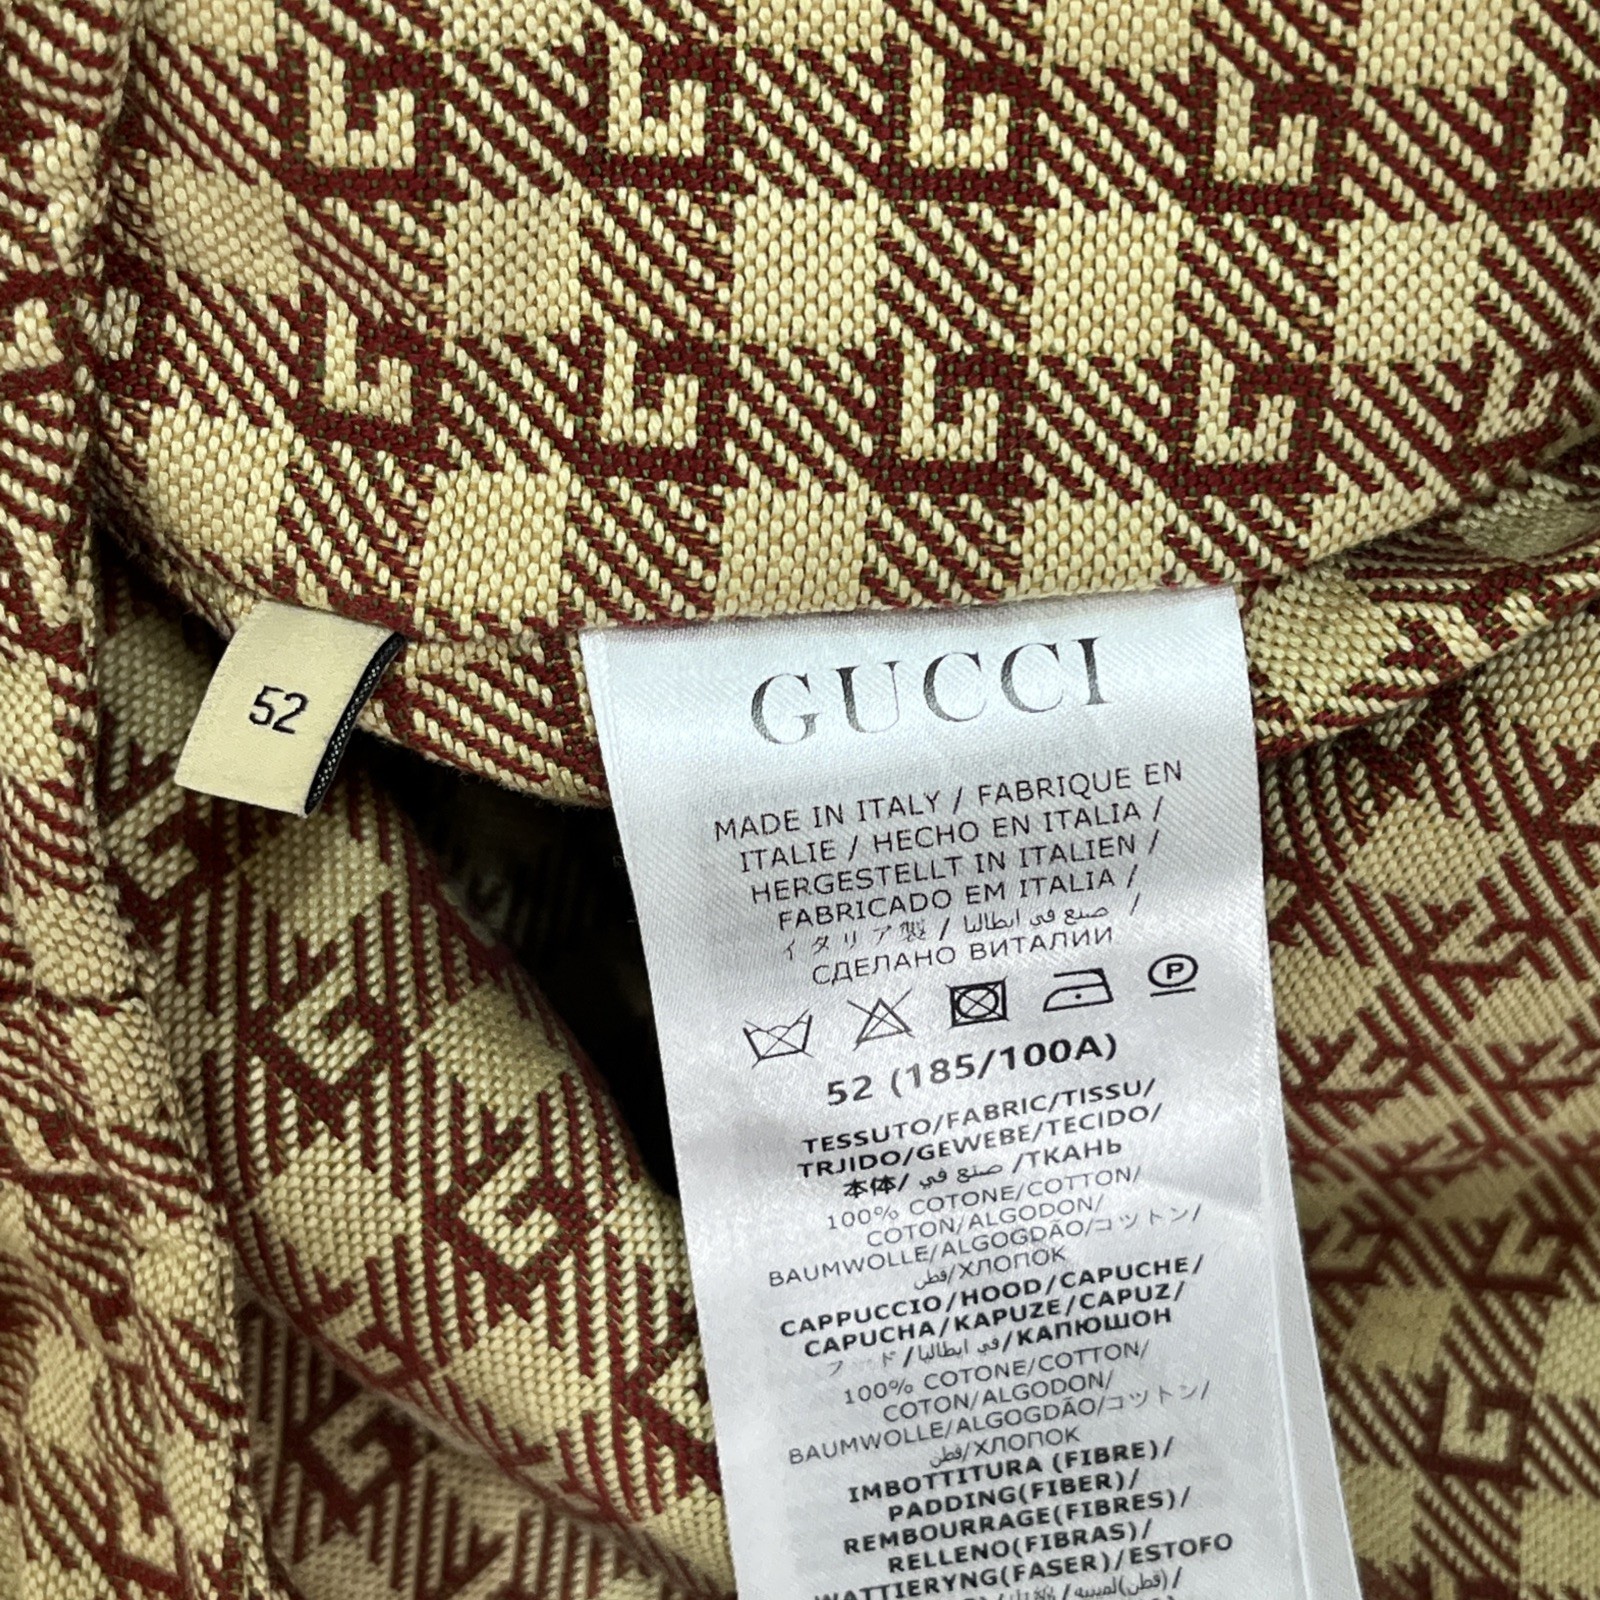 52
GUCCI
MADE IN ITALY / FABRIQUE EN
ITALIE / HECHO EN ITALIA /
HERGESTELLT IN ITALIEN /
FABRICADO EM ITALIA /
イタリア製 / صنع في ايطاليا /
СДЕЛАНО ВИТАЛИИ
P
52 (185/100A)
TESSUTO/FABRIC/TISSU/
TRJIDO/GEWEBE/TECIDO/
本体/ صنع في /ТКАНЬ
100% COTONE/COTTON/
COTON/ALGODON/
BAUMWOLLE/ALGOGDÃO/コットン/
قطن/ХЛОПОК
CAPPUCCIO/HOOD/CAPUCHE/
CAPUCHA/KAPUZE/CAPUZ/
フード/في ايطاليا/КАПЮШОН
100% COTONE/COTTON/
COTON/ALGODON/
BAUMWOLLE/ALGOGDÃO/コットン/
قطن/ХЛОПОК
IMBOTTITURA (FIBRE)/
PADDING(FIBER)/
REMBOURRAGE(FIBRES)/
RELLENO(FIBRAS)/
WATTIERYNG(FASER)/ESTOFO